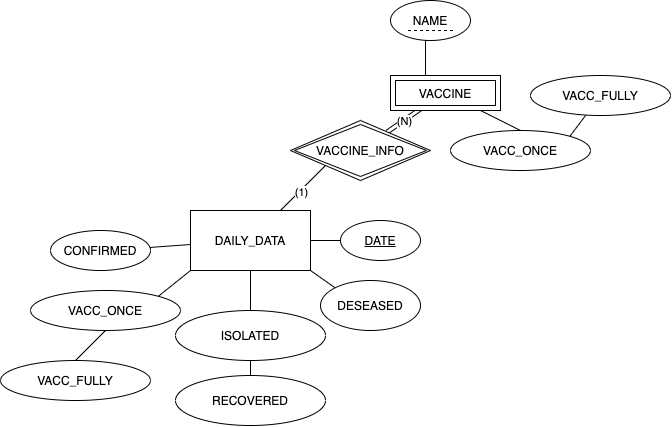 NAME
VACCINE
VACC_FULLY
(N)
VACCINE_INFO
VACC_ONCE
(1)
DAILY_DATA
DATE
CONFIRMED
DESEASED
VACC_ONCE
ISOLATED
VACC_FULLY
RECOVERED